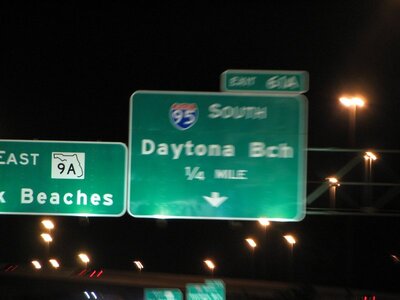 EAST 9A
Beaches
EXIT 61A
95 SOUTH
Daytona Bch
1/4 MILE